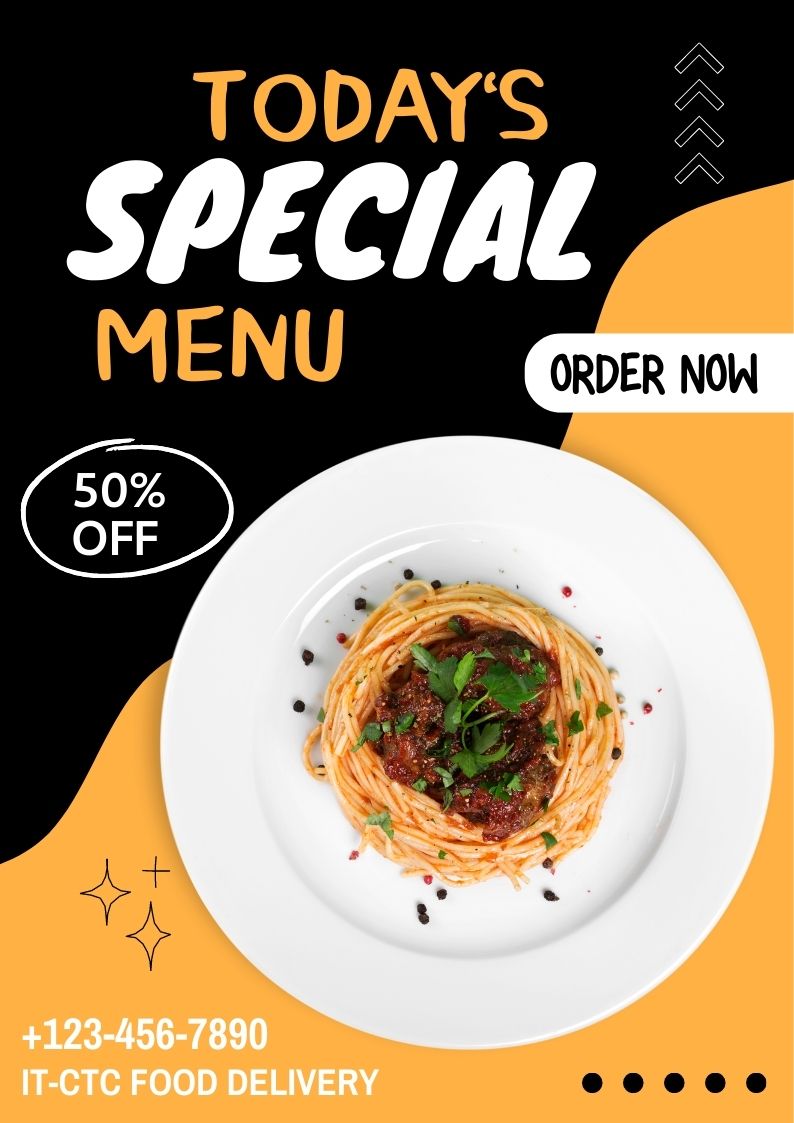 TODAY‘S
SPECIAL
MENU
ORDER NOW
50%
OFF
+123-456-7890
IT-CTC FOOD DELIVERY